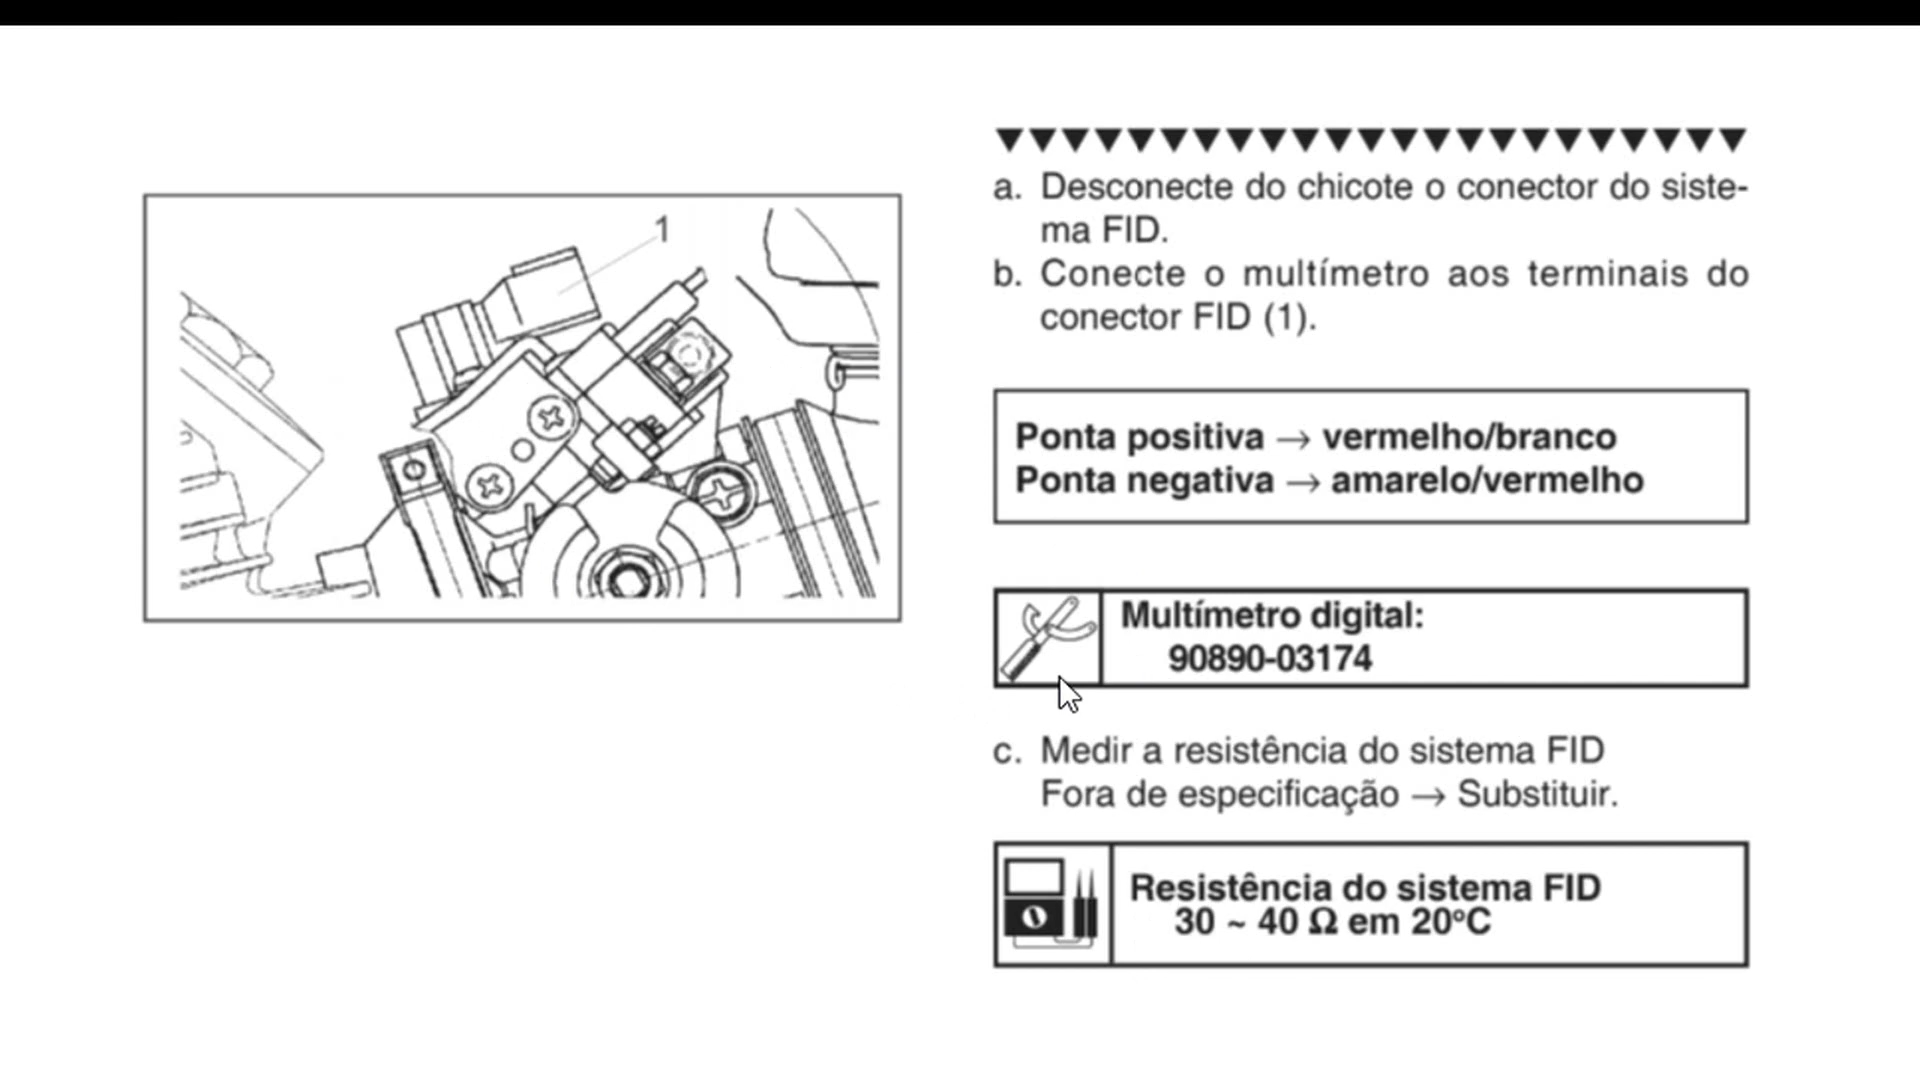 1
a. Desconecte do chicote o conector do siste-
ma FID.
b. Conecte o multímetro aos terminais do
conector FID (1).
Ponta positiva → vermelho/branco
Ponta negativa → amarelo/vermelho
Multímetro digital:
90890-03174
c. Medir a resistência do sistema FID
Fora de especificação → Substituir.
Resistência do sistema FID
30 ~ 40 Ω em 20ºC